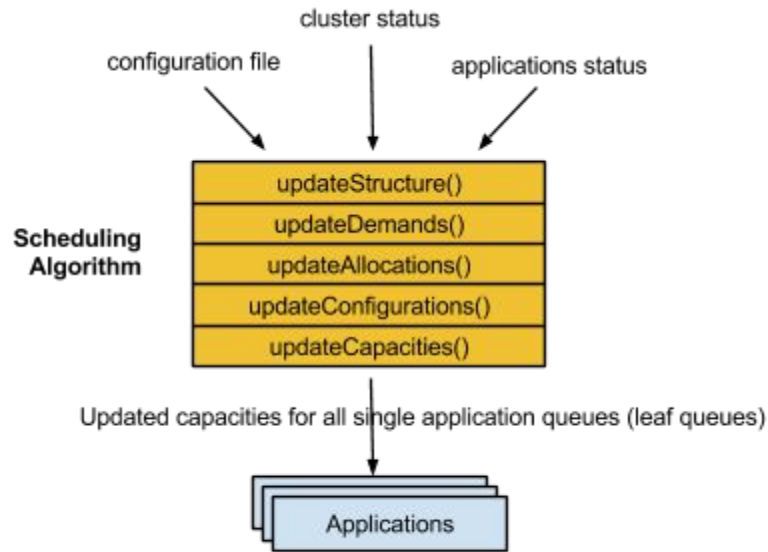 cluster status
configuration file
applications status
updateStructure()
updateDemands()
Scheduling
Algorithm
updateAllocations()
updateConfigurations()
updateCapacities()
Updated capacities for all single application queues (leaf queues)
Applications